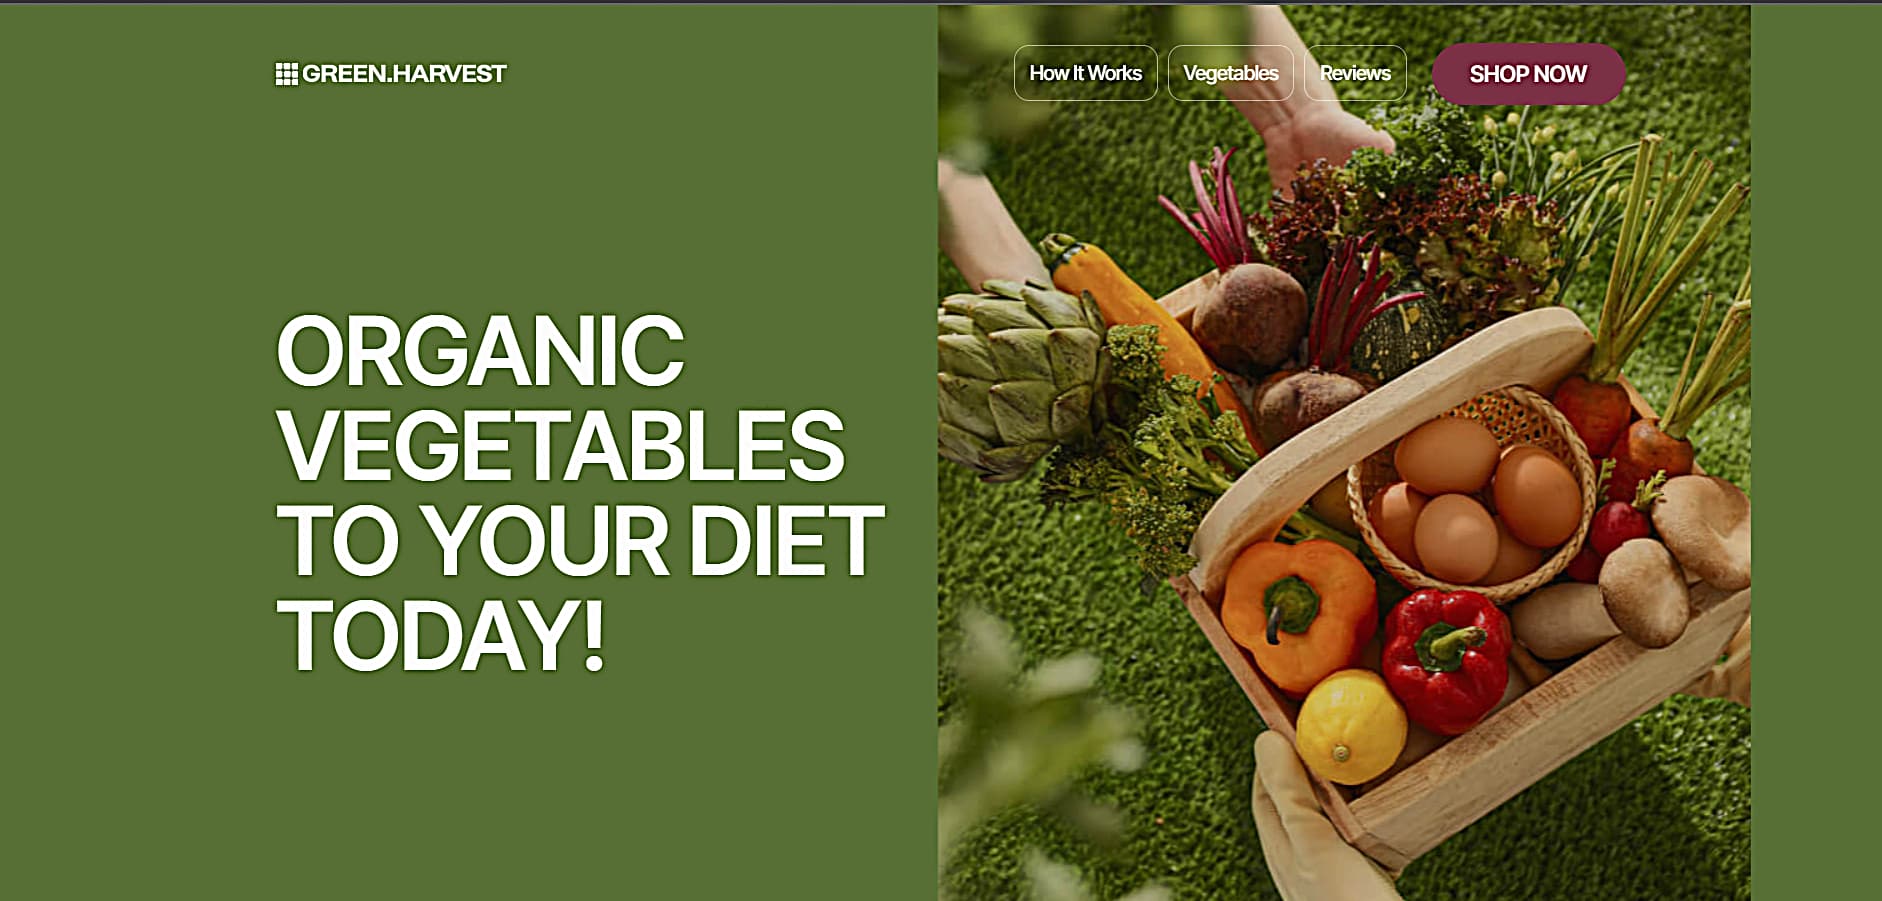 GREEN.HARVEST
How It Works
Vegetables
Reviews
SHOP NOW
ORGANIC
VEGETABLES
TO YOUR DIET
TODAY!